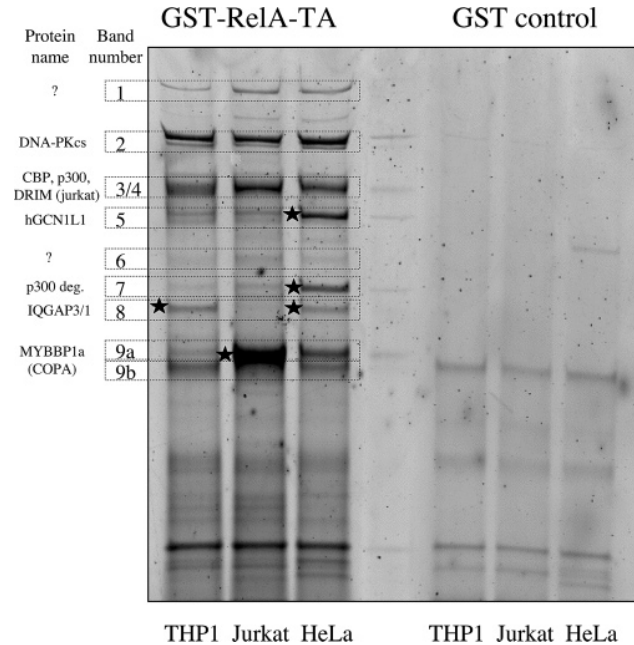 GST-RelA-TA GST control
Protein name Band number
? 1
DNA-PKcs 2
CBP, p300, DRIM (jurkat) 3/4
hGCN1L1 5
? 6
p300 deg. 7
IQGAP3/1 8
MYBBP1a 9a
(COPA) 9b
THP1 Jurkat HeLa THP1 Jurkat HeLa